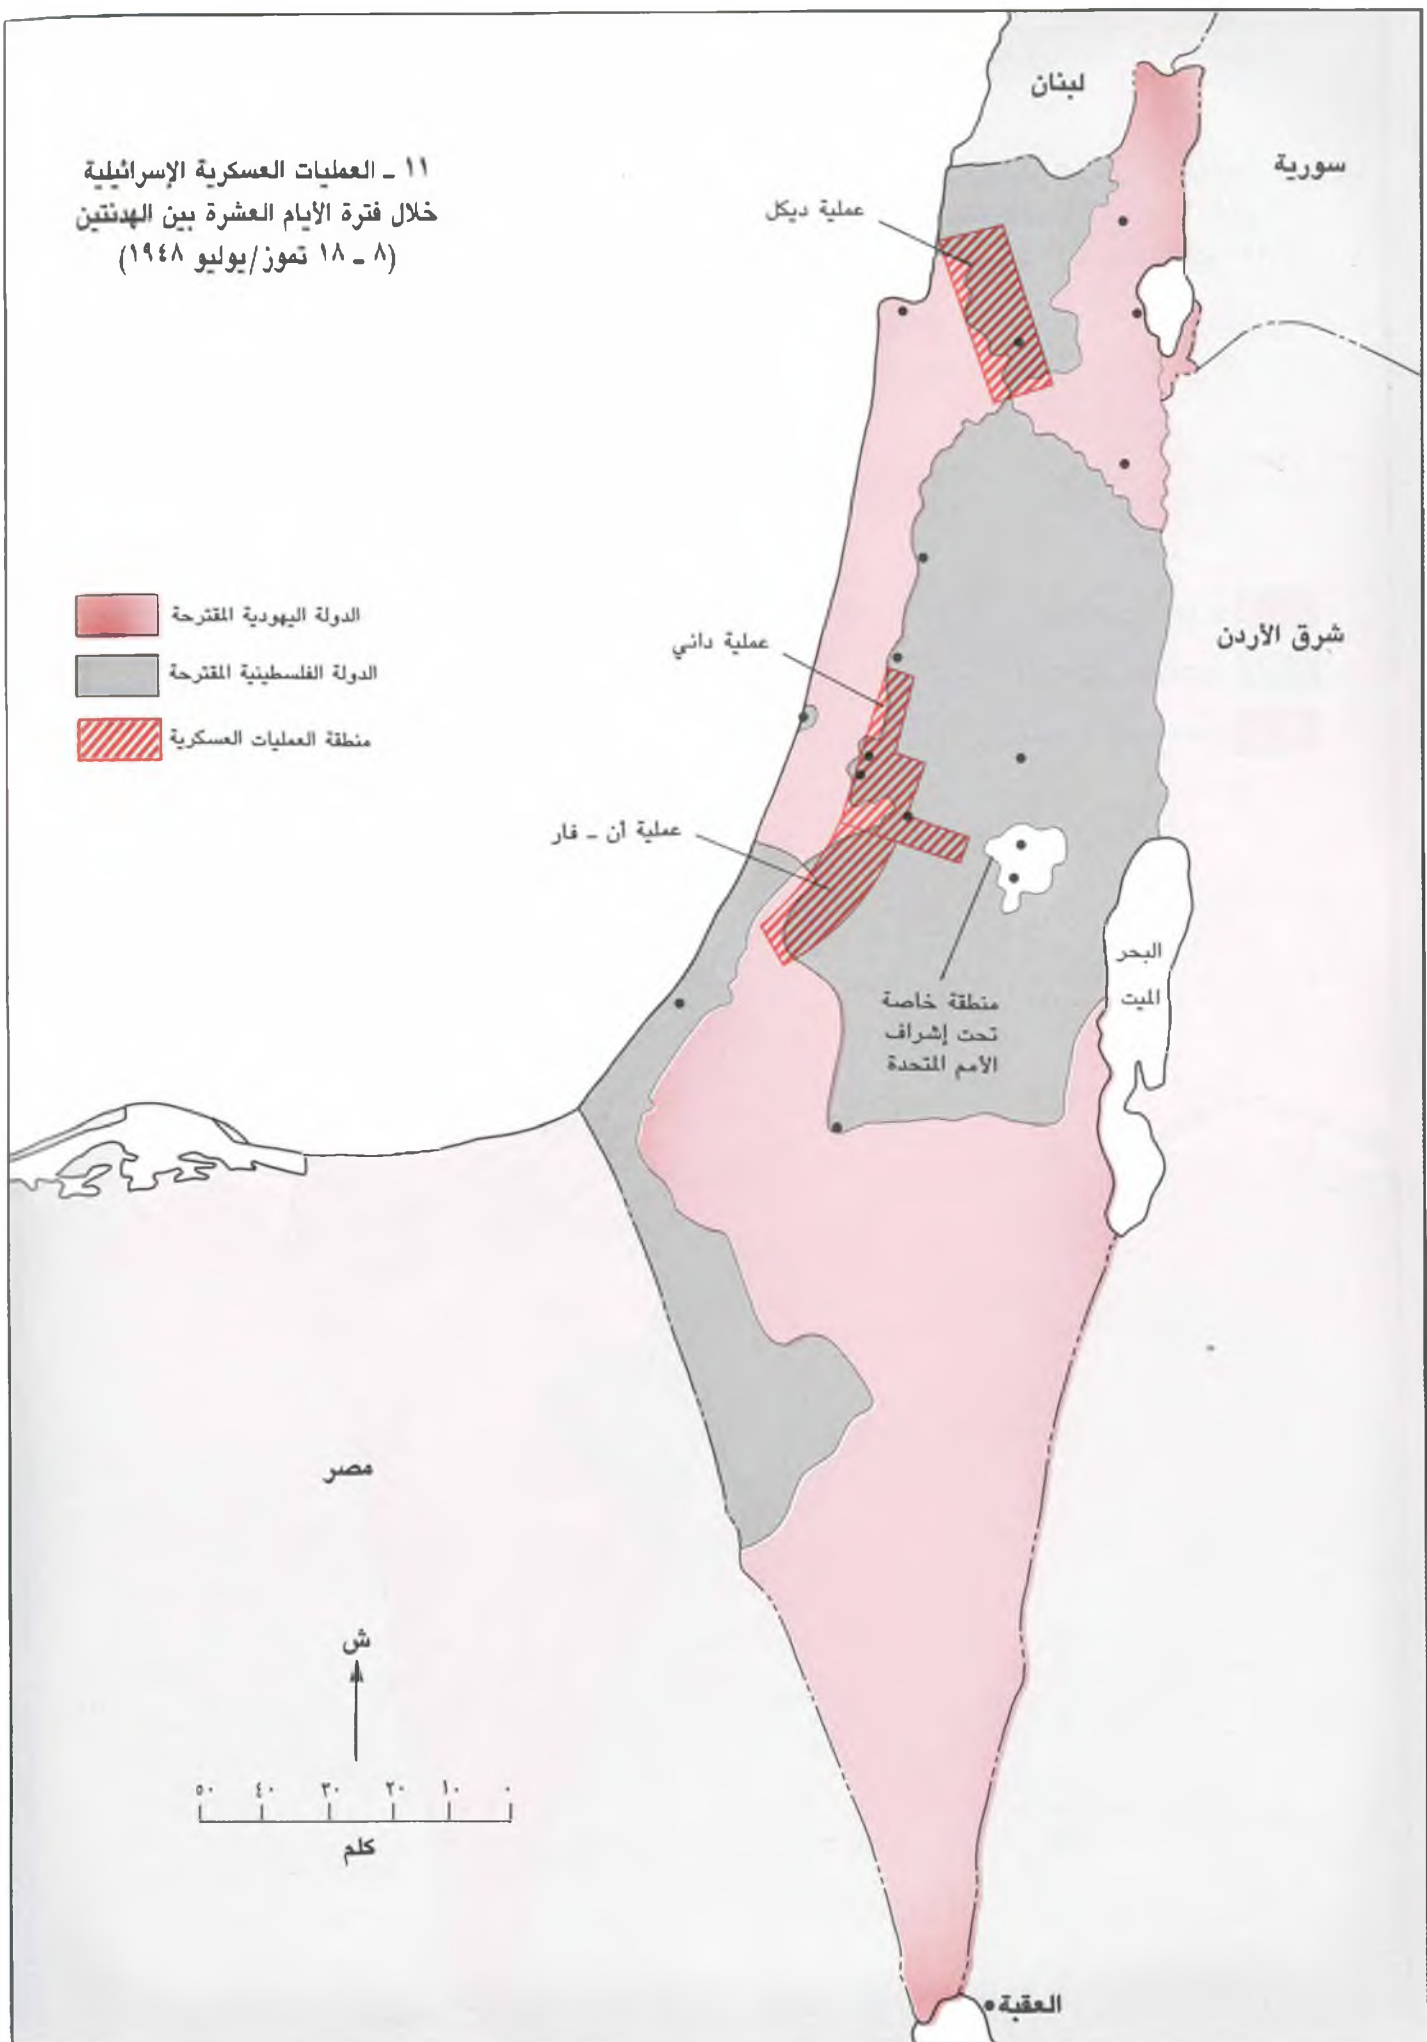 ١١ ـ العمليات العسكرية الإسرائيلية
خلال فترة الأيام العشرة بين الهدنتين
(٨ ـ ١٨ تموز/يوليو ١٩٤٨)
لبنان
سورية
عملية ديكل
الدولة اليهودية المقترحة
الدولة الفلسطينية المقترحة
منطقة العمليات العسكرية
شرق الأردن
عملية داني
عملية أن ـ فار
البحر
الميت
منطقة خاصة
تحت إشراف
الأمم المتحدة
مصر
ش
٥٠ ٤٠ ٣٠ ٢٠ ١٠ ٠
كلم
العقبة